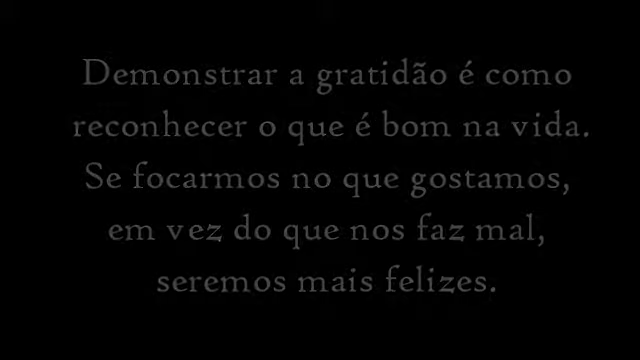 Demonstrar a gratidão é como
reconhecer o que é bom na vida.
Se focarmos no que gostamos,
em vez do que nos faz mal,
seremos mais felizes.